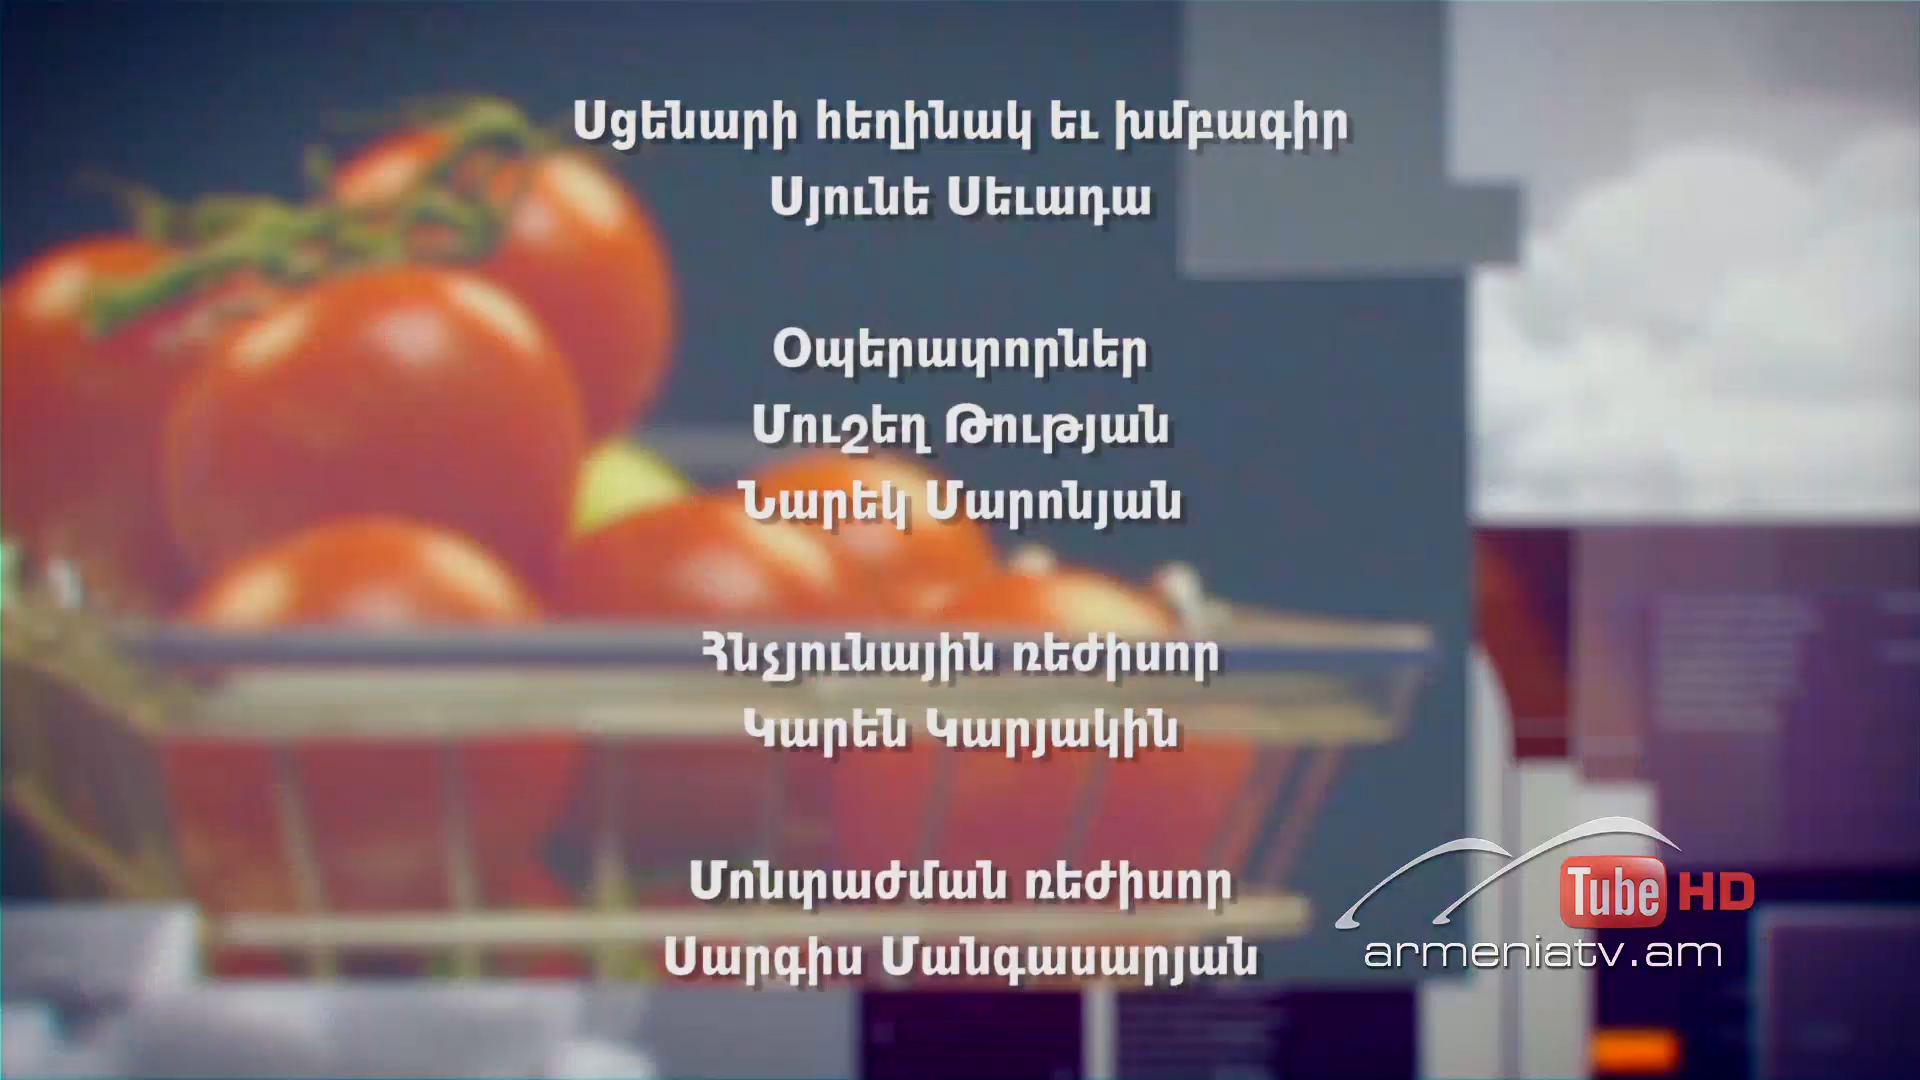 Սցենարի հեղինակ եւ խմբագիր
Սյունե Սեւադա
Օպերատորներ
Մուշեղ Թության
Նարեկ Մարոնյան
Հնչյունային ռեժիսոր
Կարեն Կարյակին
Մոնտաժման ռեժիսոր
Սարգիս Մանգասարյան
Tube HD
armeniatv.am